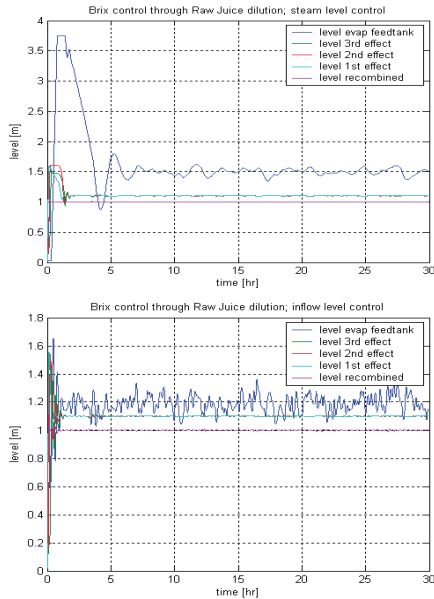 Brix control through Raw Juice dilution; steam level control
4
3.5
3
2.5
2
1.5
1
0.5
0
level [m]
level evap feedtank
level 3rd effect
level 2nd effect
level 1st effect
level recombined
0 5 10 15 20 25 30
time [hr]
Brix control through Raw Juice dilution; inflow level control
1.8
1.6
1.4
1.2
1
0.8
0.6
0.4
0.2
0
level [m]
level evap feedtank
level 3rd effect
level 2nd effect
level 1st effect
level recombined
0 5 10 15 20 25 30
time [hr]